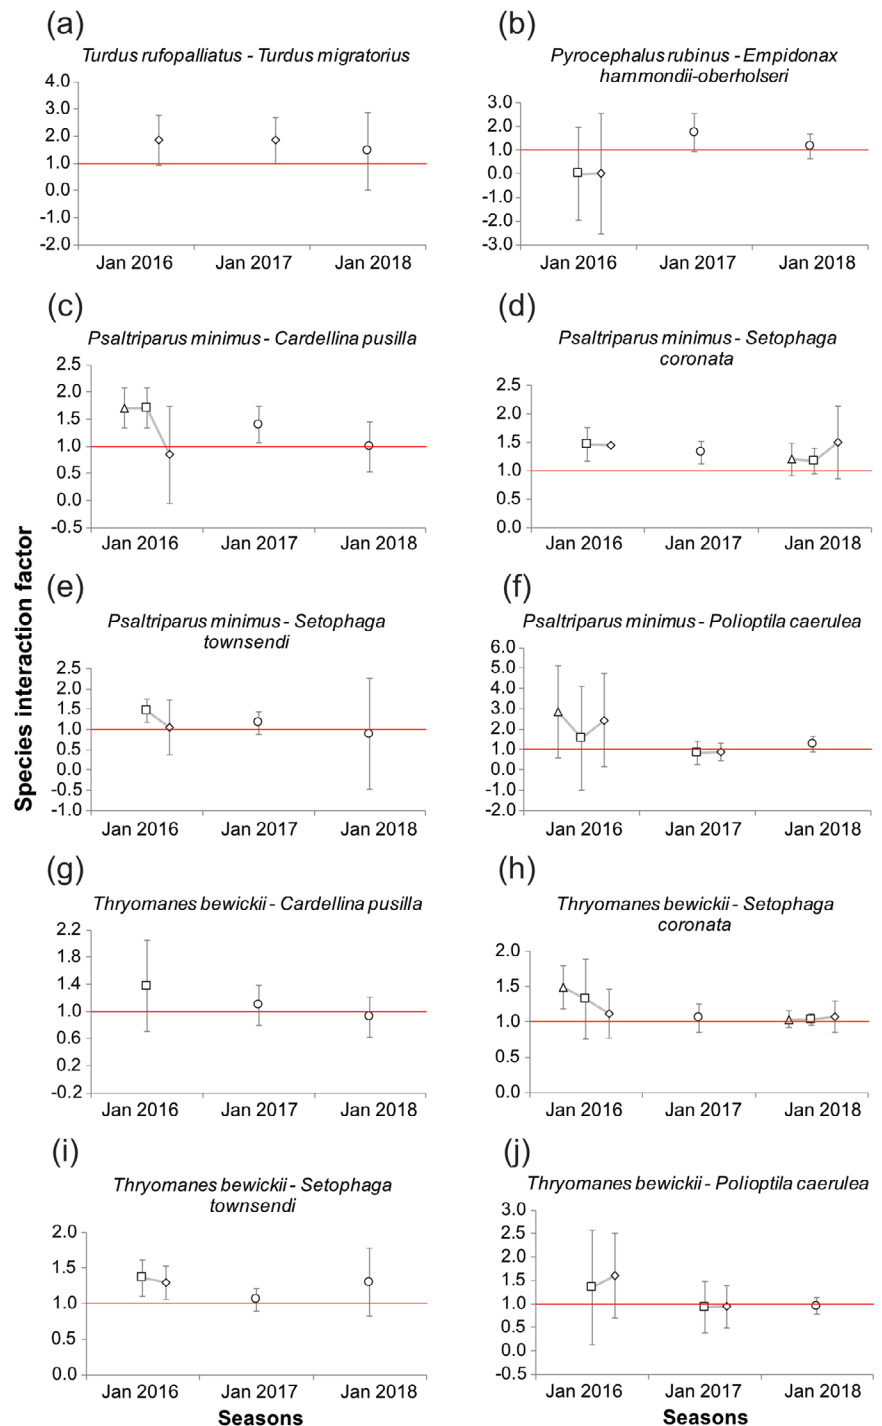 (a)
Turdus rufopalliatus - Turdus migratorius
4.0
3.0
2.0
1.0
0.0
-1.0
-2.0
Jan 2016 Jan 2017 Jan 2018
(b)
Pyrocephalus rubinus - Empidonax
hammondii-oberholseri
3.0
2.0
1.0
0.0
-1.0
-2.0
-3.0
Jan 2016 Jan 2017 Jan 2018
(c)
Psaltriparus minimus - Cardellina pusilla
2.5
2.0
1.5
1.0
0.5
0.0
-0.5
Jan 2016 Jan 2017 Jan 2018
(d)
Psaltriparus minimus - Setophaga
coronata
2.5
2.0
1.5
1.0
0.5
0.0
Jan 2016 Jan 2017 Jan 2018
Species interaction factor
(e)
Psaltriparus minimus - Setophaga
townsendi
2.5
2.0
1.5
1.0
0.5
0.0
-0.5
-1.0
Jan 2016 Jan 2017 Jan 2018
(f)
Psaltriparus minimus - Polioptila caerulea
6.0
5.0
4.0
3.0
2.0
1.0
0.0
-1.0
-2.0
Jan 2016 Jan 2017 Jan 2018
(g)
Thryomanes bewickii - Cardellina pusilla
2.2
1.8
1.4
1.0
0.6
0.2
-0.2
Jan 2016 Jan 2017 Jan 2018
(h)
Thryomanes bewickii - Setophaga
coronata
2.0
1.5
1.0
0.5
0.0
Jan 2016 Jan 2017 Jan 2018
(i)
Thryomanes bewickii - Setophaga
townsendi
2.0
1.5
1.0
0.5
0.0
Jan 2016 Jan 2017 Jan 2018
Seasons
(j)
Thryomanes bewickii - Polioptila caerulea
3.0
2.5
2.0
1.5
1.0
0.5
0.0
-0.5
Jan 2016 Jan 2017 Jan 2018
Seasons